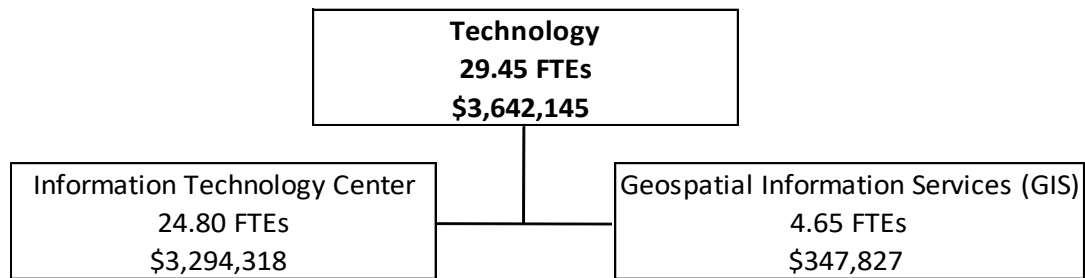 Technology
29.45 FTEs
$3,642,145
Information Technology Center
24.80 FTEs
$3,294,318
Geospatial Information Services (GIS)
4.65 FTEs
$347,827